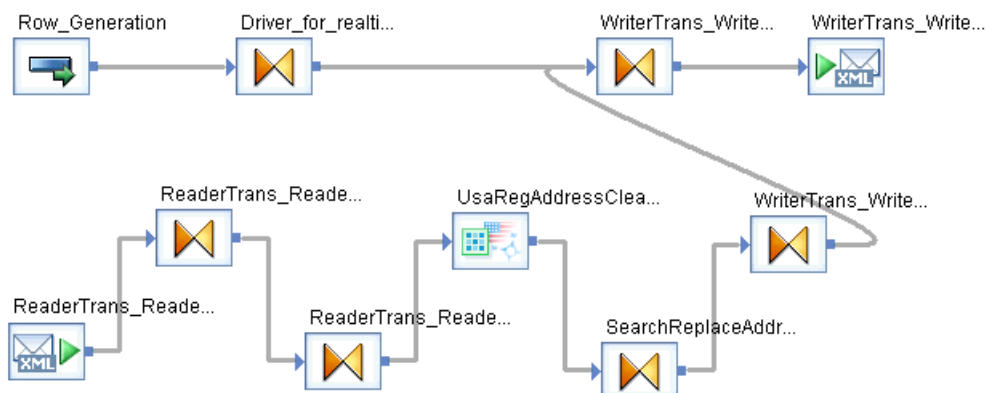 Row_Generation
Driver_for_realti...
WriterTrans_Write...
WriterTrans_Write...
XML
ReaderTrans_Reade...
UsaRegAddressClea...
WriterTrans_Write...
ReaderTrans_Reade...
XML
ReaderTrans_Reade...
SearchReplaceAddr...